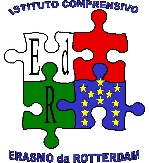 ISTITUTO COMPRENSIVO
E d
R
ERASMO da ROTTERDAM